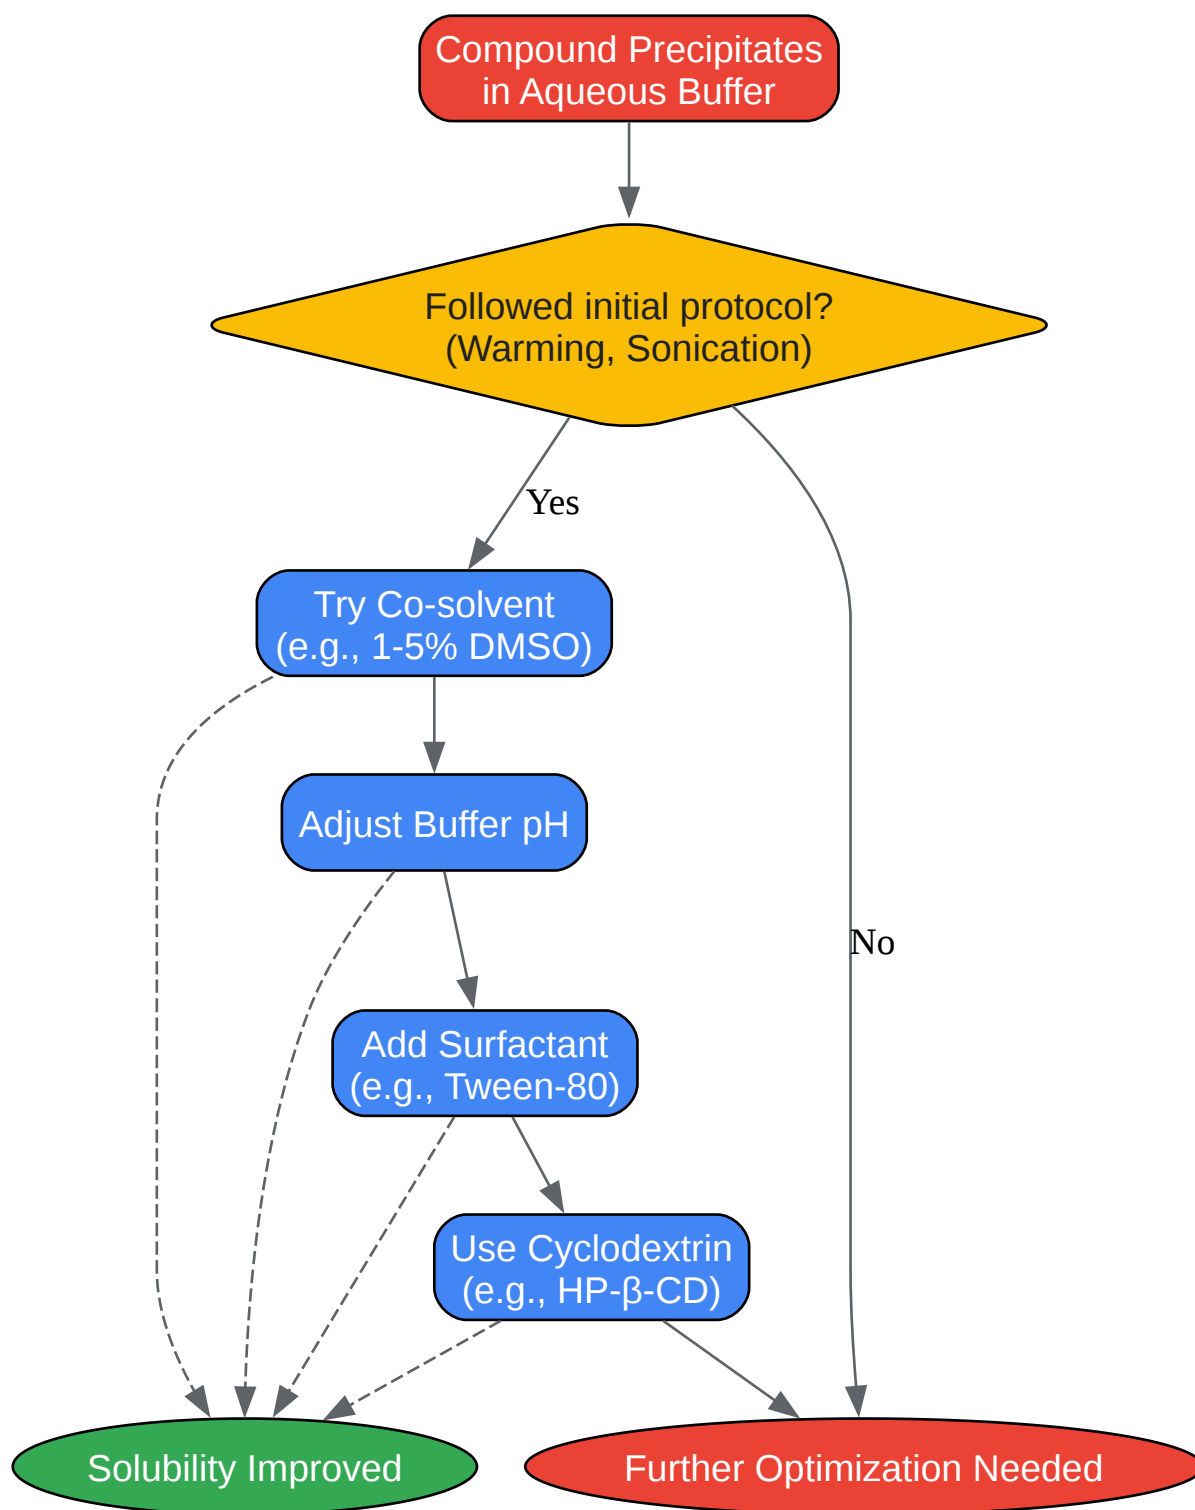 Compound Precipitates
in Aqueous Buffer
Followed initial protocol?
(Warming, Sonication)
Yes
Try Co-solvent
(e.g., 1-5% DMSO)
Adjust Buffer pH
No
Add Surfactant
(e.g., Tween-80)
Use Cyclodextrin
(e.g., HP-β-CD)
Solubility Improved
Further Optimization Needed